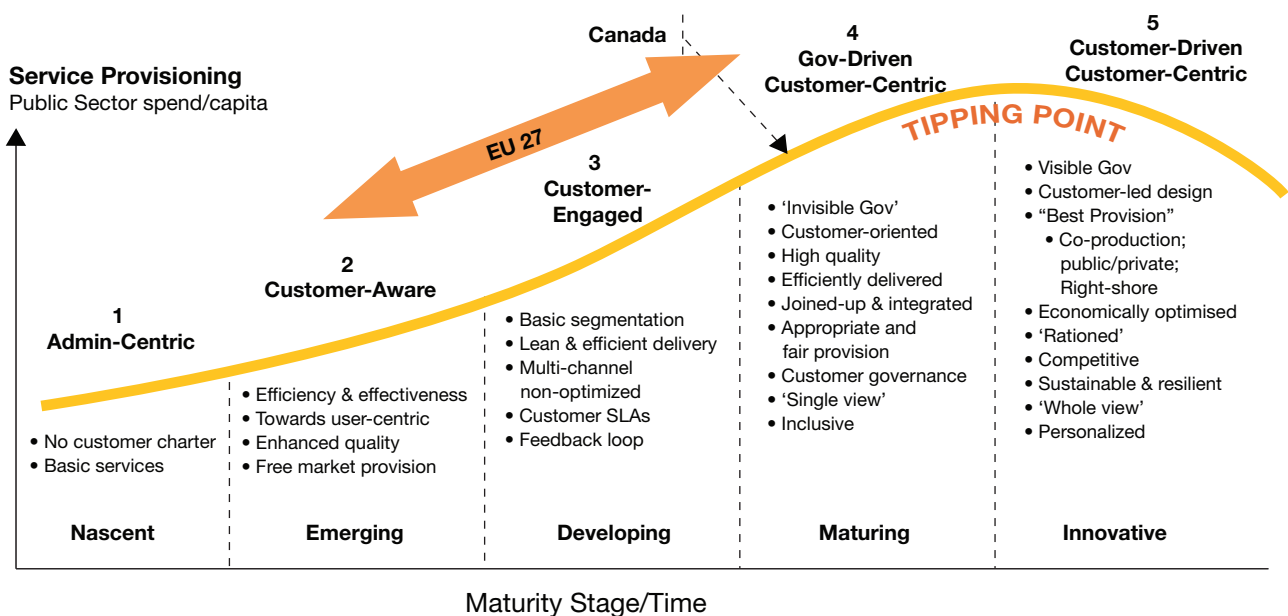 Service Provisioning
Public Sector spend/capita
Canada
EU 27
TIPPING POINT
1
Admin-Centric
• No customer charter
• Basic services
Nascent
2
Customer-Aware
• Efficiency & effectiveness
• Towards user-centric
• Enhanced quality
• Free market provision
Emerging
3
Customer-
Engaged
• Basic segmentation
• Lean & efficient delivery
• Multi-channel
non-optimized
• Customer SLAs
• Feedback loop
Developing
4
Gov-Driven
Customer-Centric
• ‘Invisible Gov’
• Customer-oriented
• High quality
• Efficiently delivered
• Joined-up & integrated
• Appropriate and
fair provision
• Customer governance
• ‘Single view’
• Inclusive
Maturing
5
Customer-Driven
Customer-Centric
• Visible Gov
• Customer-led design
• “Best Provision”
• Co-production;
public/private;
Right-shore
• Economically optimised
• ‘Rationed’
• Competitive
• Sustainable & resilient
• ‘Whole view’
• Personalized
Innovative
Maturity Stage/Time